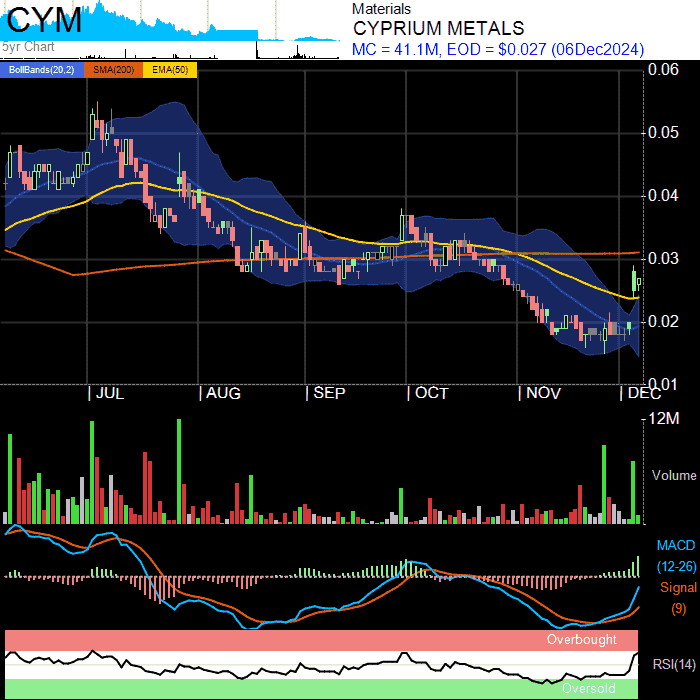 CYM
5yr Chart
Materials
CYPRIUM METALS
MC = 41.1M, EOD = $0.027 (06Dec2024)
BollBands(20,2) SMA(200) EMA(50)
0.06
0.05
0.04
0.03
0.02
0.01
JUL AUG SEP OCT NOV DEC
12M
Volume
MACD
(12-26)
Signal
(9)
Overbought
RSI(14)
Oversold